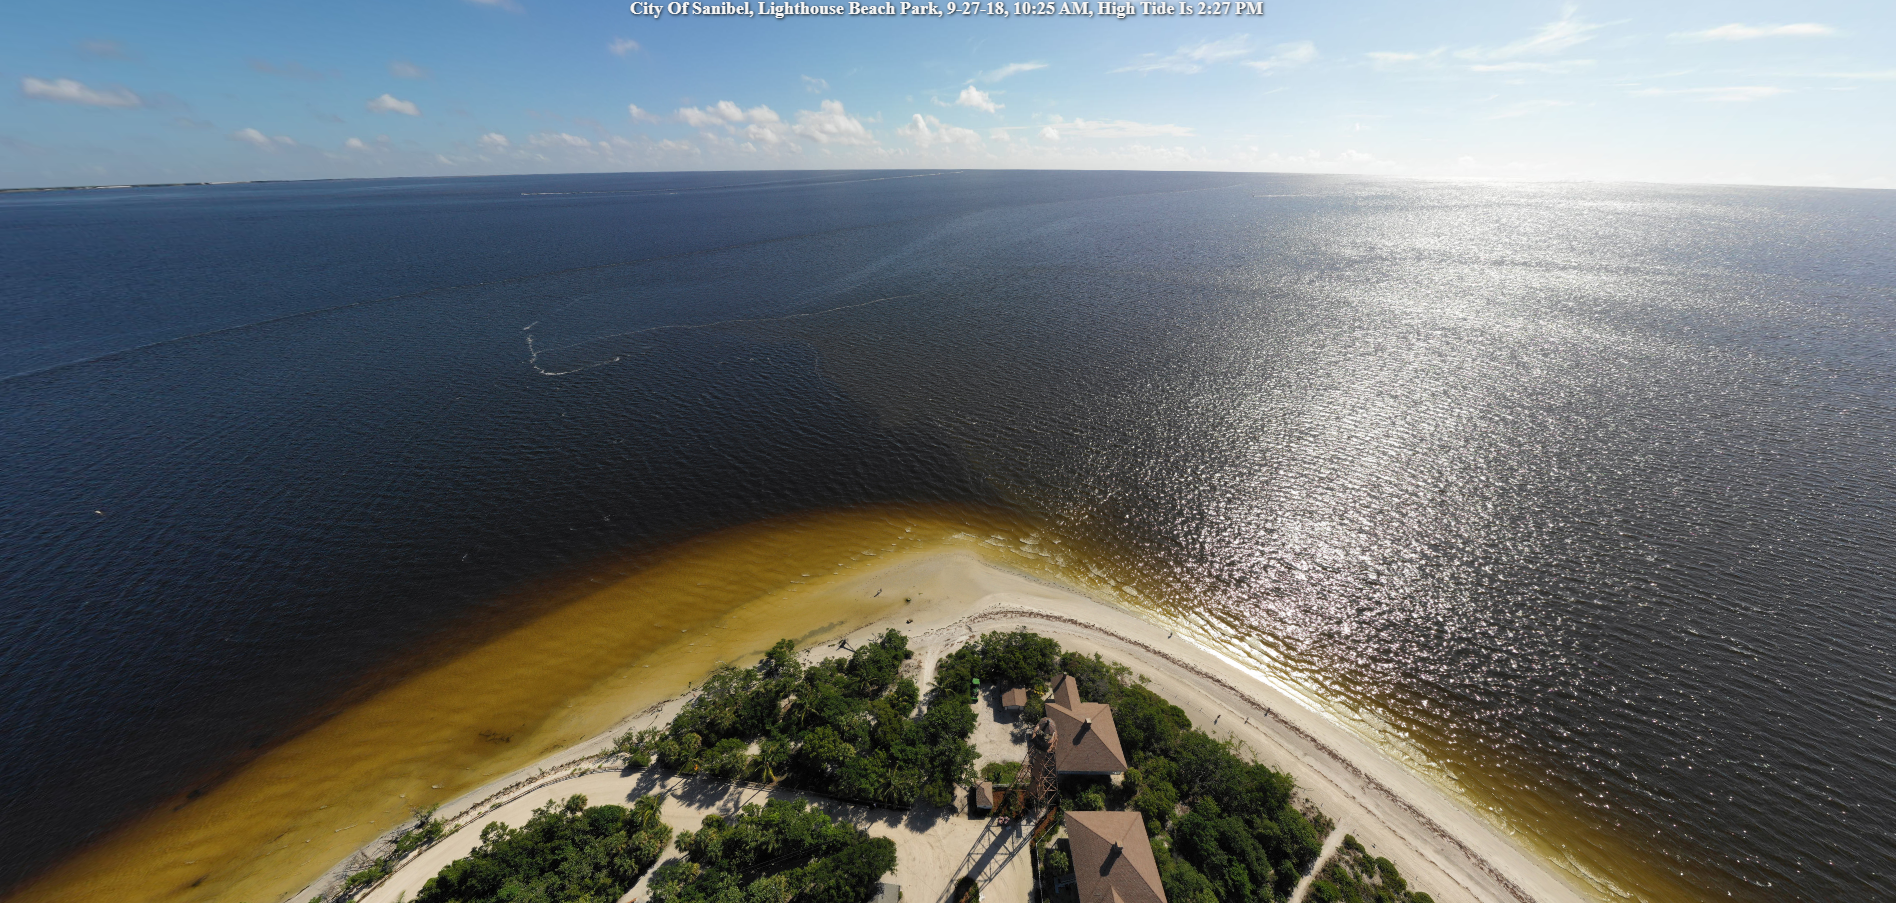 City Of Sanibel, Lighthouse Beach Park, 9-27-18, 10:25 AM, High Tide Is 2:27 PM